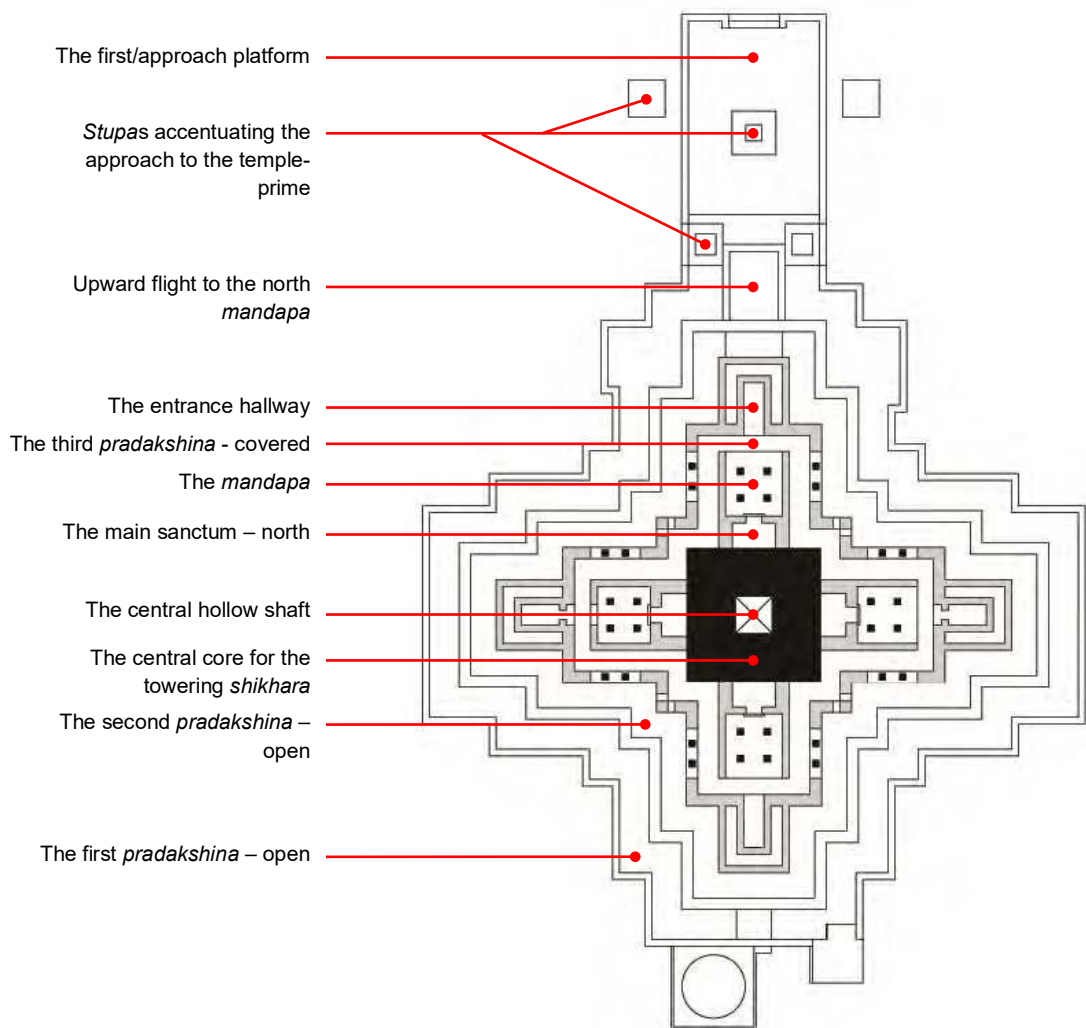 The first/approach platform
Stupas accentuating the
approach to the temple-
prime
Upward flight to the north
mandapa
The entrance hallway
The third pradakshina - covered
The mandapa
The main sanctum – north
The central hollow shaft
The central core for the
towering shikhara
The second pradakshina –
open
The first pradakshina – open